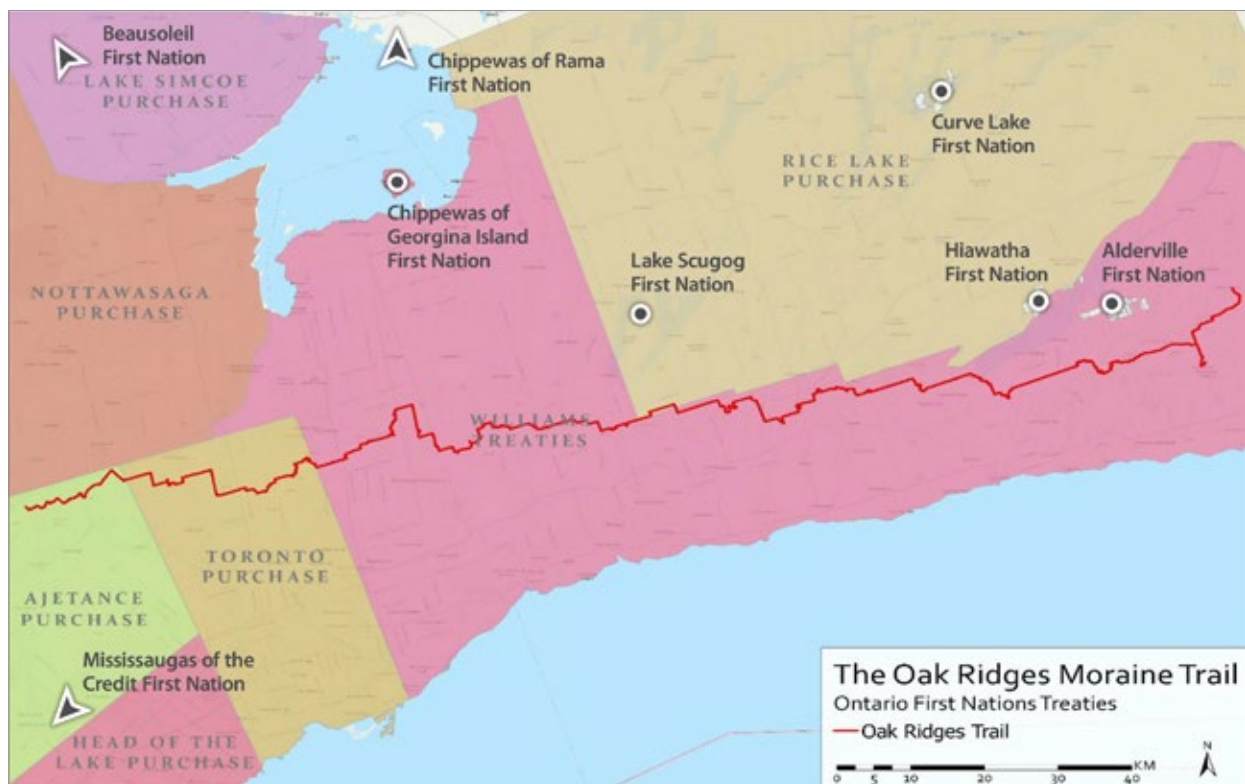 Beausoleil
First Nation
LAKE SIMCOE
PURCHASE
Chippewas of Rama
First Nation
Curve Lake
First Nation
RICE LAKE
PURCHASE
Chippewas of
Georgina Island
First Nation
Lake Scugog
First Nation
Hiawatha
First Nation
Alderville
First Nation
NOTTAWASAGA
PURCHASE
WILLIAMS
TREATIES
TORONTO
PURCHASE
AJETANCE
PURCHASE
Mississaugas of the
Credit First Nation
HEAD OF THE
LAKE PURCHASE
The Oak Ridges Moraine Trail
Ontario First Nations Treaties
Oak Ridges Trail
KM
0 5 10 20 30 40
N